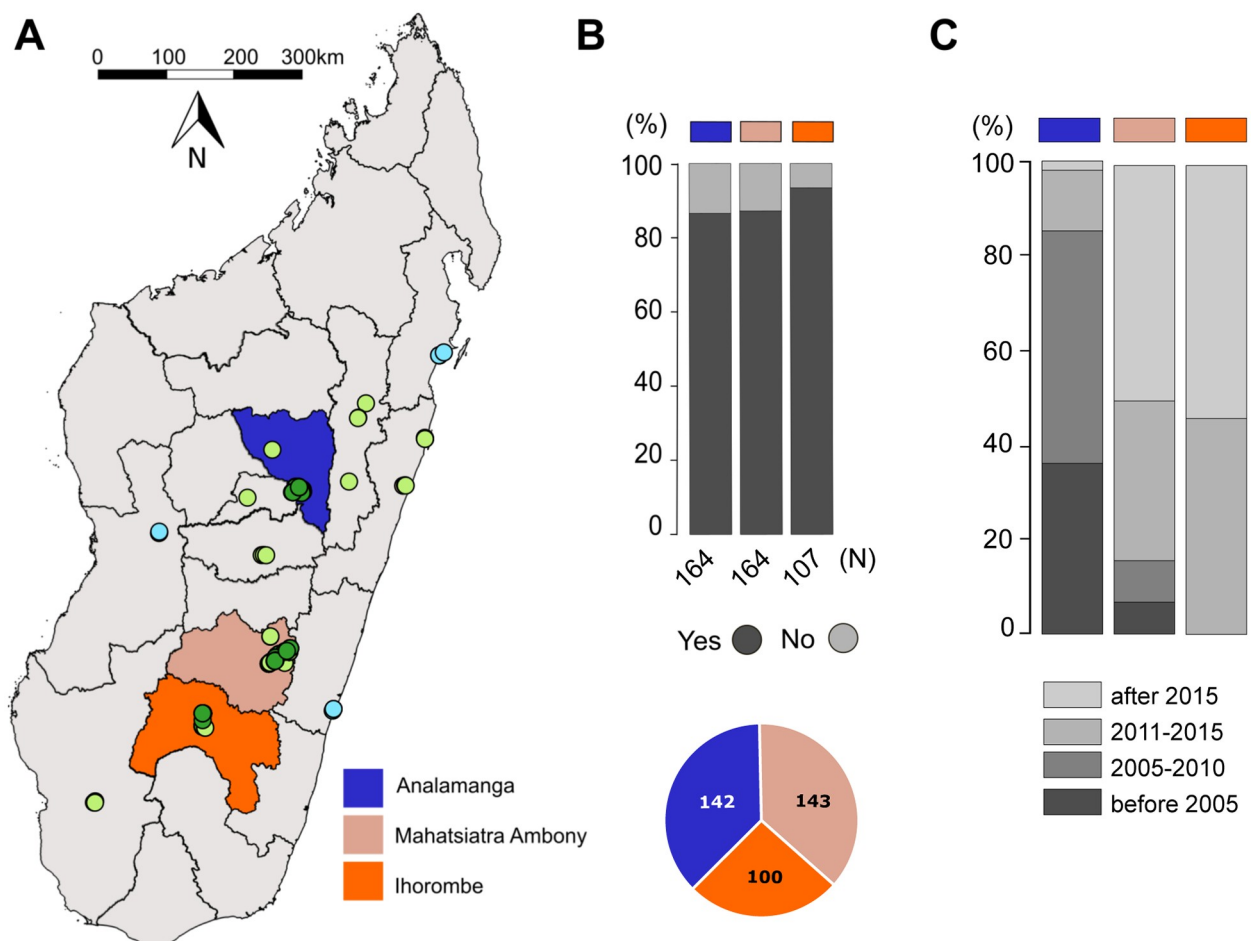 A
0 100 200 300km
N
Analamanga
Mahatsiatra Ambony
Ihorombe
B
(%)
100
80
60
40
20
0
164 164 107 (N)
Yes No
142
143
100
C
(%)
100
80
60
40
20
0
after 2015
2011-2015
2005-2010
before 2005